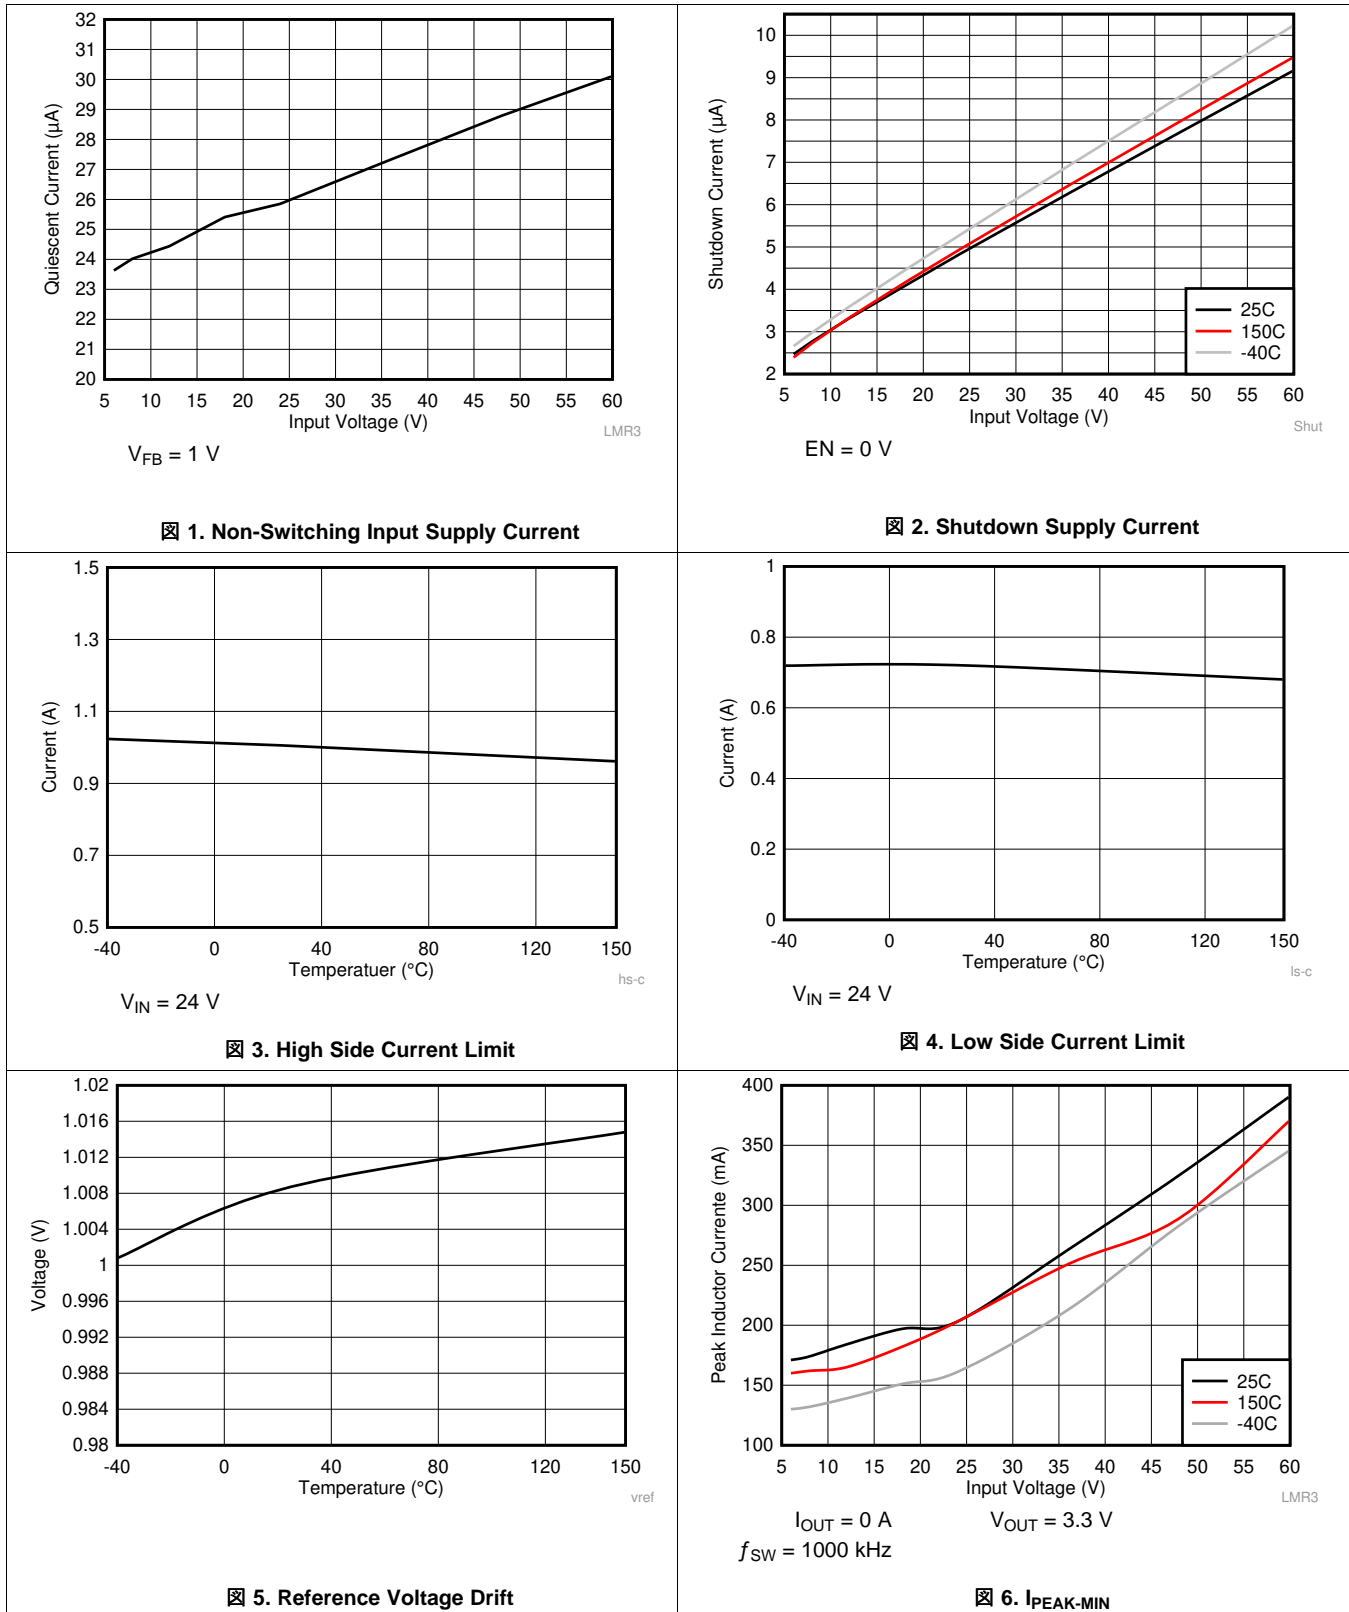 32
31
30
29
28
27
26
25
24
23
22
21
20
Quiescent Current (µA)
5 10 15 20 25 30 35 40 45 50 55 60
Input Voltage (V)
LMR3
VFB = 1 V
図 1. Non-Switching Input Supply Current
10
9
8
7
6
5
4
3
2
Shutdown Current (µA)
25C
150C
-40C
5 10 15 20 25 30 35 40 45 50 55 60
Input Voltage (V)
Shut
EN = 0 V
図 2. Shutdown Supply Current
1.5
1.3
1.1
0.9
0.7
0.5
Current (A)
-40 0 40 80 120 150
Temperatuer (°C)
hs-c
VIN = 24 V
図 3. High Side Current Limit
1
0.8
0.6
0.4
0.2
0
Current (A)
-40 0 40 80 120 150
Temperature (°C)
ls-c
VIN = 24 V
図 4. Low Side Current Limit
1.02
1.016
1.012
1.008
1.004
1
0.996
0.992
0.988
0.984
0.98
Voltage (V)
-40 0 40 80 120 150
Temperature (°C)
vref
図 5. Reference Voltage Drift
400
350
300
250
200
150
100
Peak Inductor Currente (mA)
25C
150C
-40C
5 10 15 20 25 30 35 40 45 50 55 60
Input Voltage (V)
LMR3
IOUT = 0 A VOUT = 3.3 V
ƒSW = 1000 kHz
図 6. IPEAK-MIN